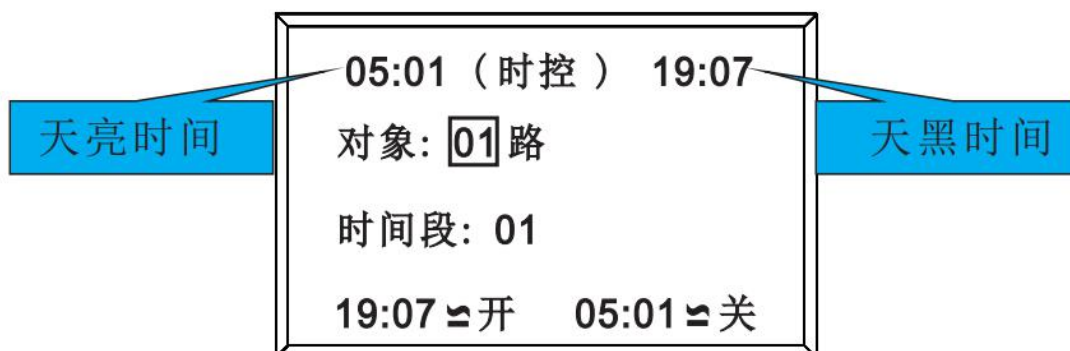 05:01（时控） 19:07
天亮时间
天黑时间
对象: 01 路
时间段: 01
19:07 ≌ 开 05:01 ≌ 关